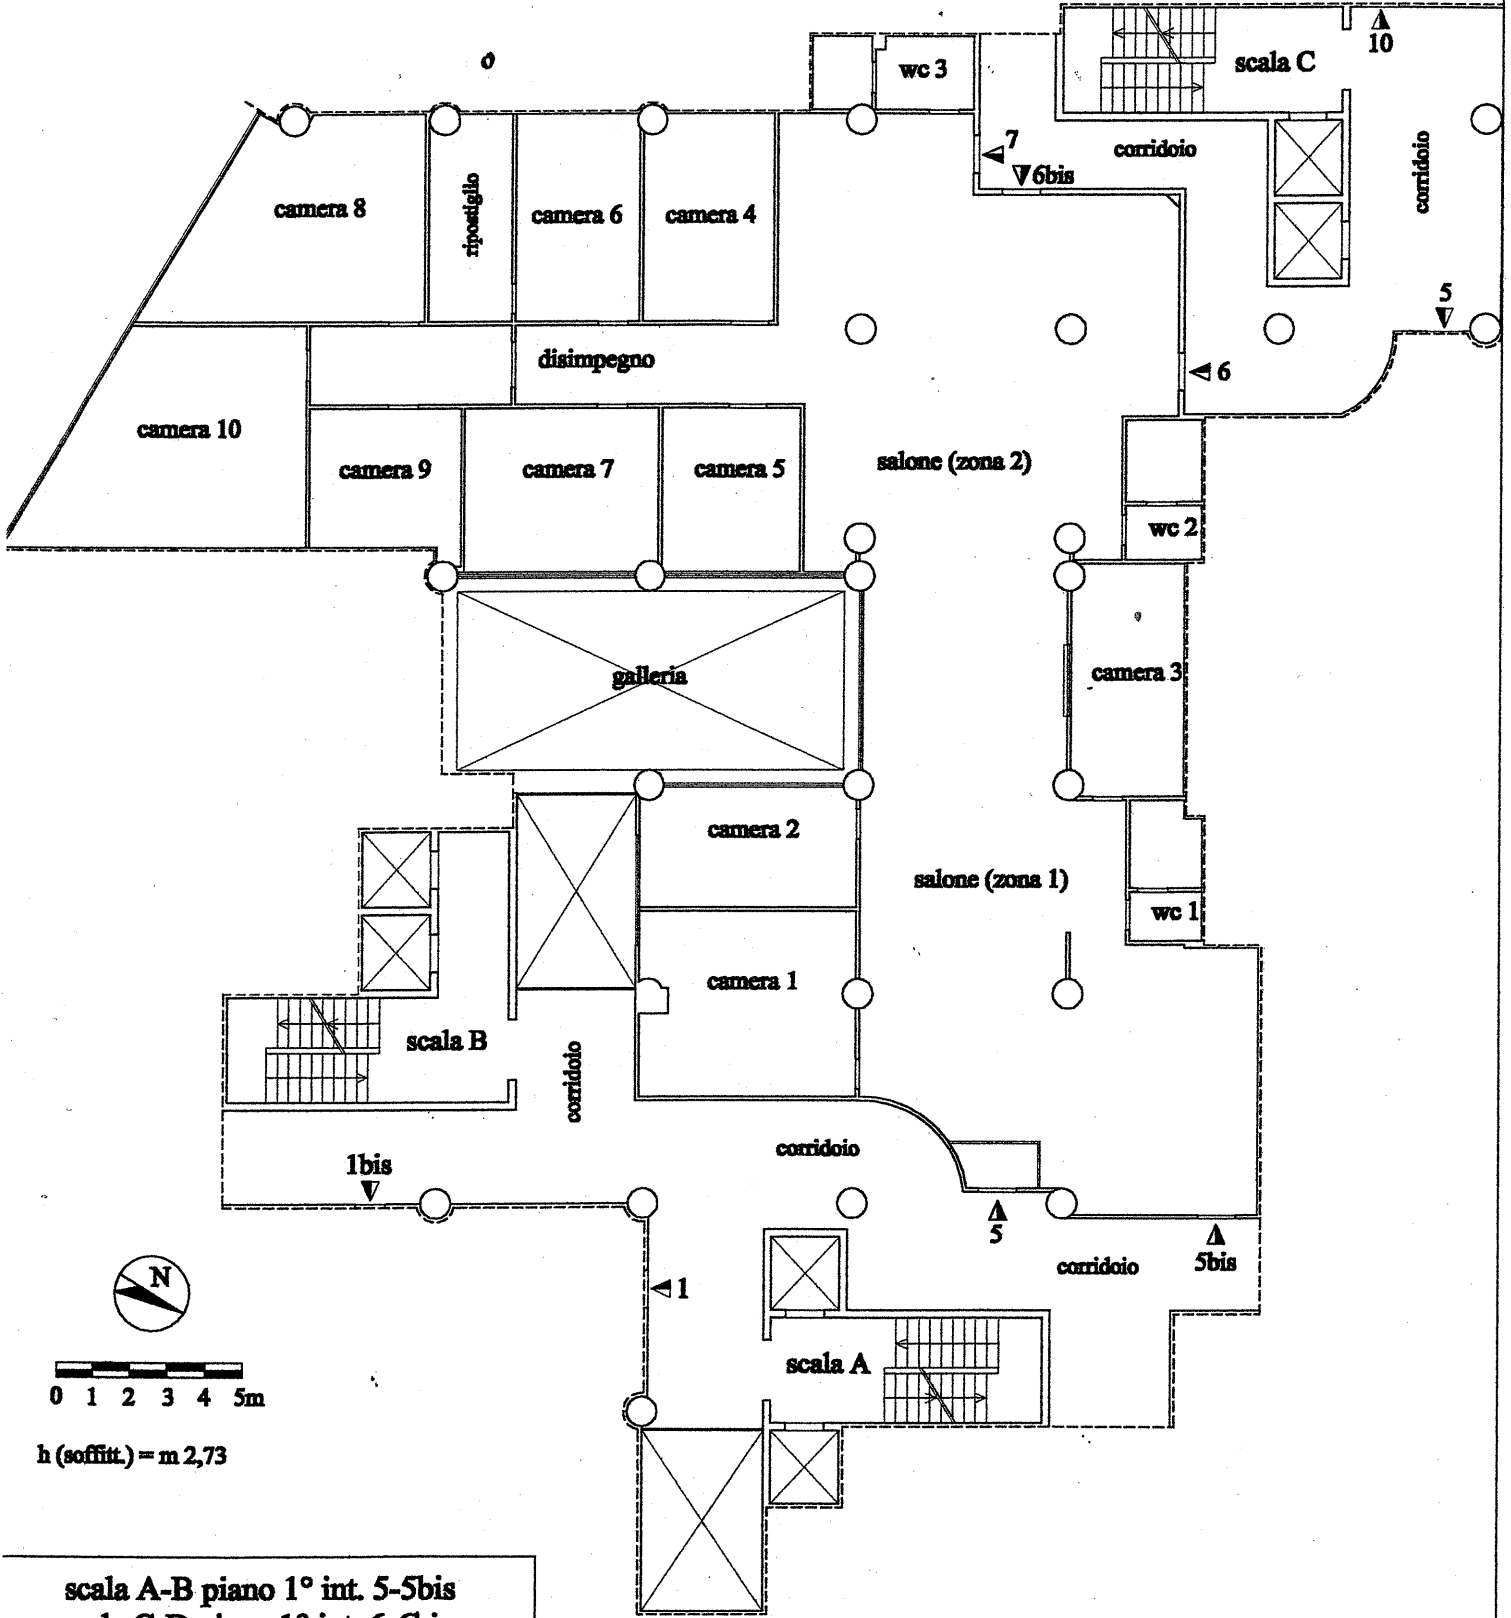 10
scala C
wc 3
7
corridoio
6bis
corridoio
camera 8
ripostiglio
camera 6
camera 4
5
disimpegno
6
camera 10
camera 9
camera 7
camera 5
salone (zona 2)
wc 2
galleria
camera 3
camera 2
salone (zona 1)
wc 1
camera 1
scala B
corridoio
corridoio
1bis
5
5bis
corridoio
1
N
scala A
0 1 2 3 4 5m
h (soffitt.) = m 2,73
scala A-B piano 1° int. 5-5bis